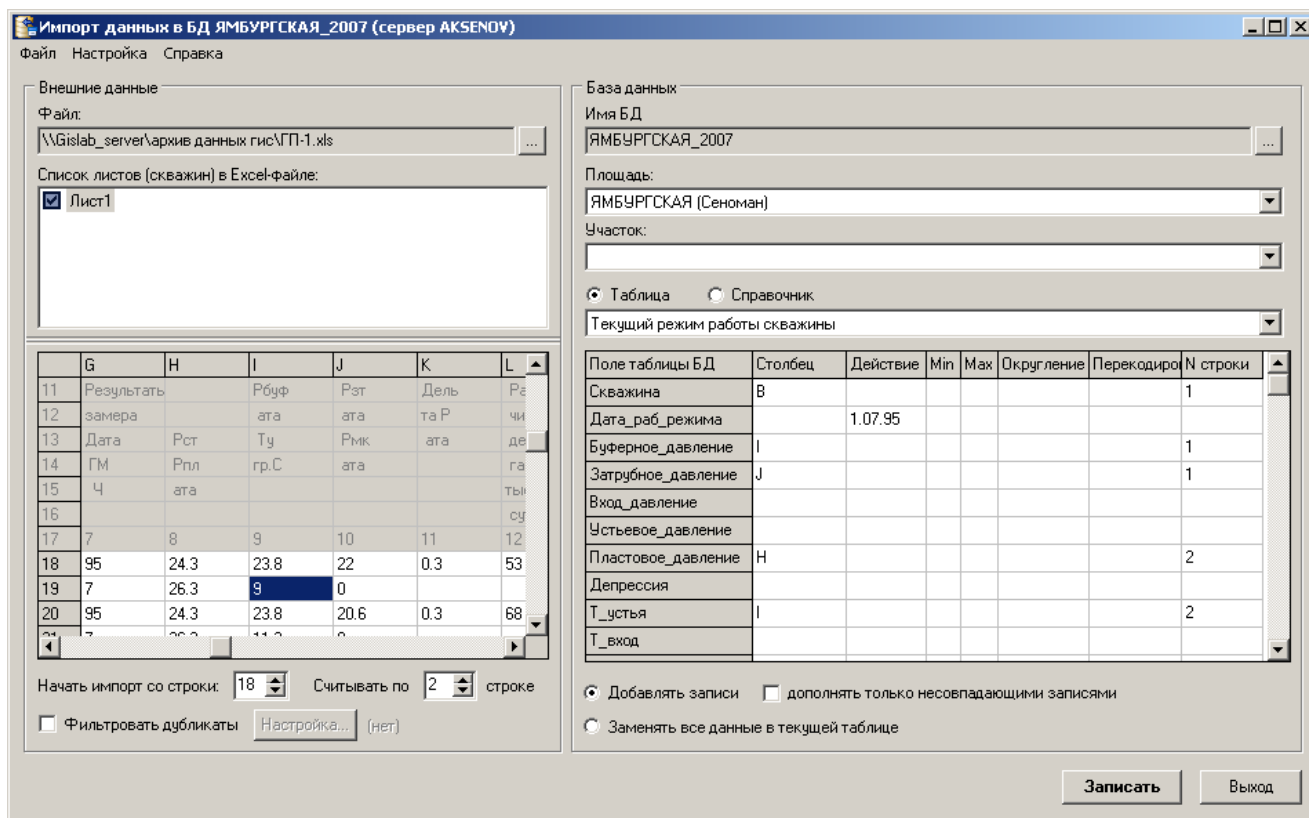 Импорт данных в БД ЯМБУРГСКАЯ_2007 (сервер AKSENOV)
Файл Настройка Справка
Внешние данные
Файл:
\\Gislab_server\архив данных гис\ГП-1.xls ...
Список листов (скважин) в Excel-файле:
Лист1
G H I J K L
11 Результать Рбуф Рзт Дель Ра
12 замера ата ата та Р чи
13 Дата Рст Ту Рмк ата де
14 ГМ Рпл гр.С ата га
15 Ч ата ты
16 су
17 7 8 9 10 11 12
18 95 24.3 23.8 22 0.3 53
19 7 26.3 9 0
20 95 24.3 23.8 20.6 0.3 68
Начать импорт со строки: 18 Считывать по 2 строке
Фильтровать дубликаты Настройка... (нет)
База данных
Имя БД
ЯМБУРГСКАЯ_2007 ...
Площадь:
ЯМБУРГСКАЯ (Сеноман)
Участок:
Таблица Справочник
Текущий режим работы скважины
Поле таблицы БД Столбец Действие Min Max Округление Перекодиро N строки
Скважина B 1
Дата_раб_режима 1.07.95
Буферное_давление I 1
Затрубное_давление J 1
Вход_давление
Устьевое_давление
Пластовое_давление H 2
Депрессия
Т_устья I 2
Т_вход
Добавлять записи дополнять только несовпадающими записями
Заменять все данные в текущей таблице
Записать Выход